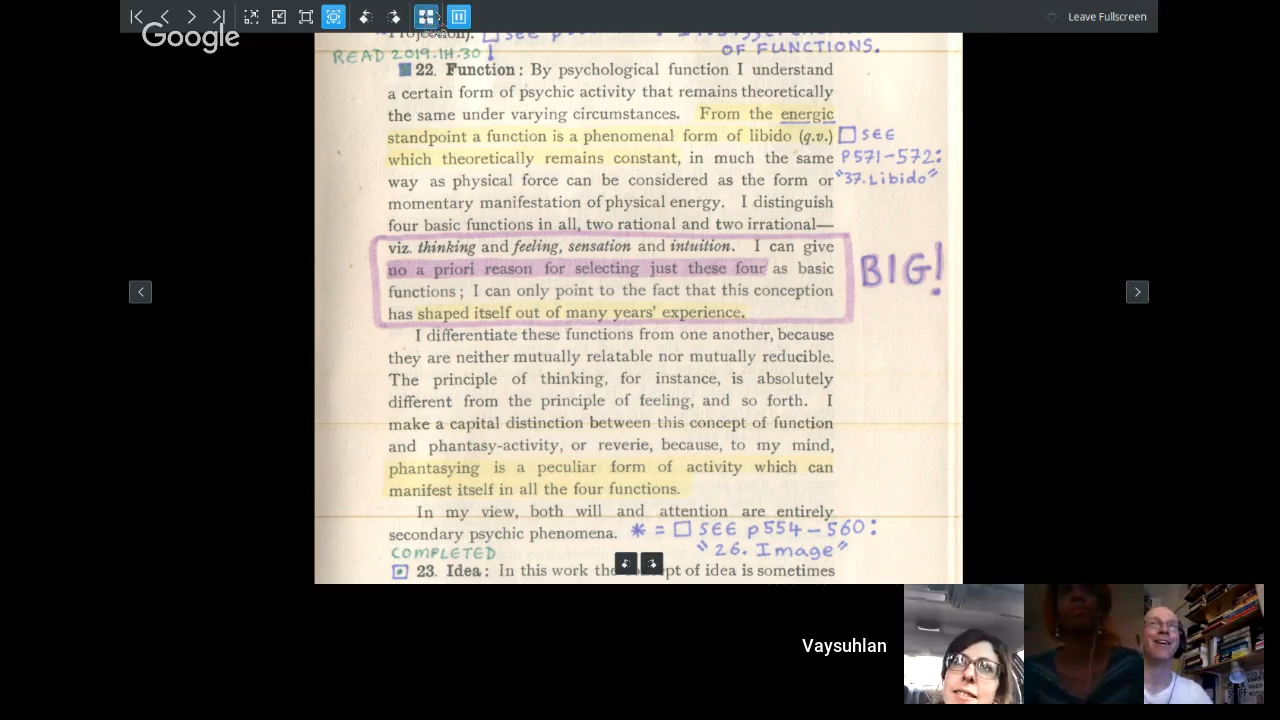 Leave Fullscreen
Google
Projection). SEE
OF FUNCTIONS.
READ 2019·1H·30!
22. Function: By psychological function I understand
a certain form of psychic activity that remains theoretically
the same under varying circumstances. From the energic
standpoint a function is a phenomenal form of libido (q.v.)
which theoretically remains constant, in much the same
way as physical force can be considered as the form or
momentary manifestation of physical energy. I distinguish
four basic functions in all, two rational and two irrational—
viz. thinking and feeling, sensation and intuition. I can give
no a priori reason for selecting just these four as basic
functions; I can only point to the fact that this conception
has shaped itself out of many years' experience.
SEE
P571-572:
"37. Libido"
BIG!
I differentiate these functions from one another, because
they are neither mutually relatable nor mutually reducible.
The principle of thinking, for instance, is absolutely
different from the principle of feeling, and so forth. I
make a capital distinction between this concept of function
and phantasy-activity, or reverie, because, to my mind,
phantasying is a peculiar form of activity which can
manifest itself in all the four functions.
In my view, both will and attention are entirely
secondary psychic phenomena. * = SEE p554-560:
"26. Image"
COMPLETED
23. Idea: In this work the of idea is sometimes
Vaysuhlan